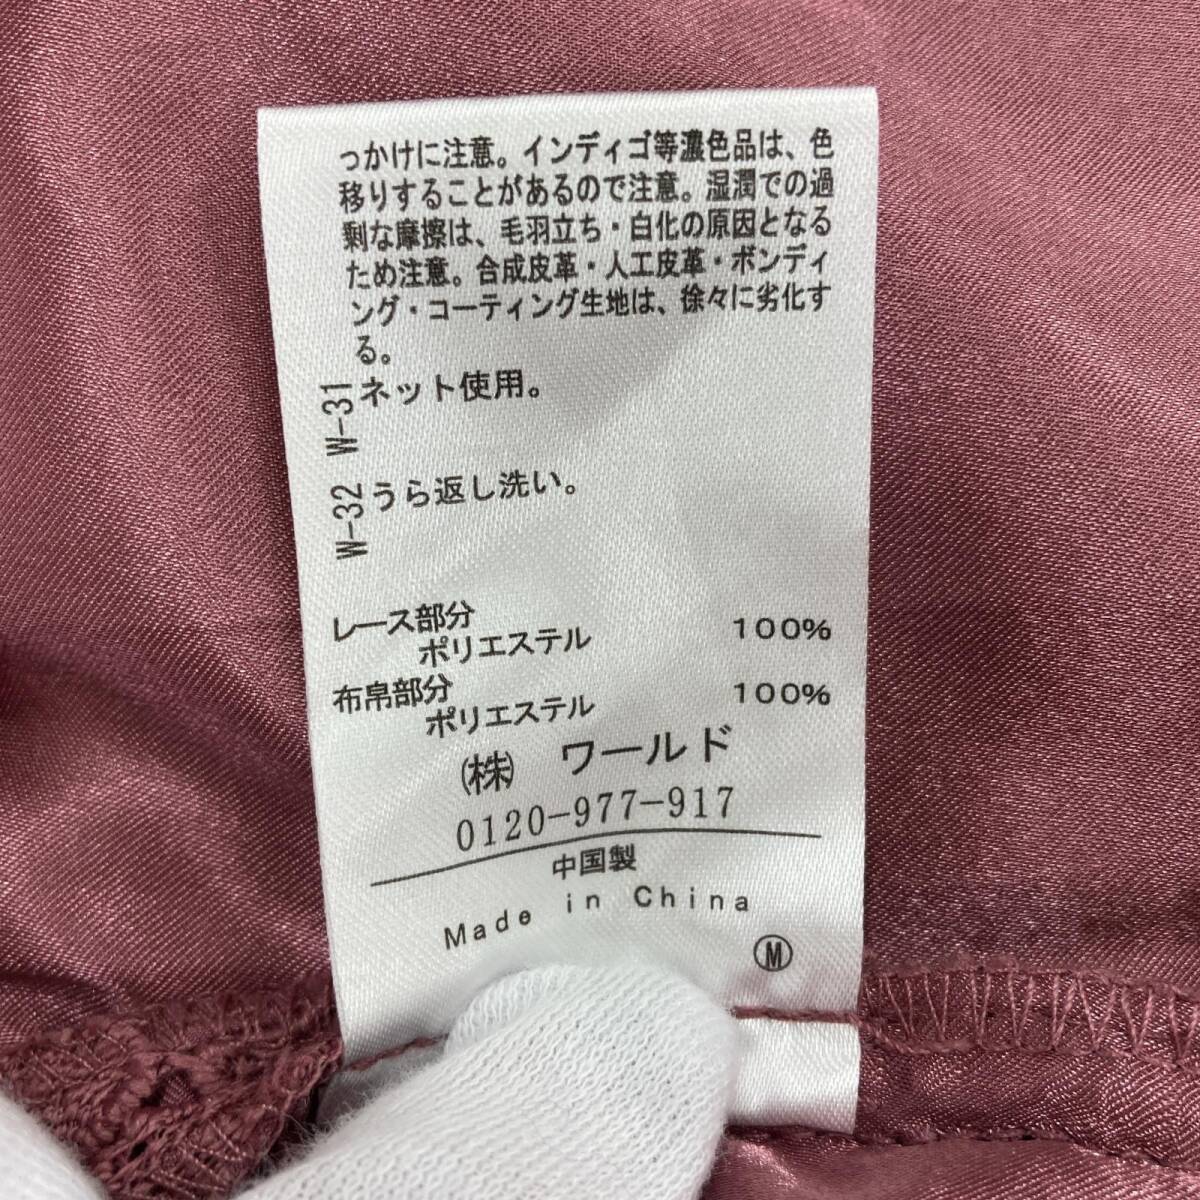 っかけに注意。インディゴ等濃色品は、色
移りすることがあるので注意。湿潤での過
剰な摩擦は、毛羽立ち・白化の原因となる
ため注意。合成皮革・人工皮革・ボンディ
ング・コーティング生地は、徐々に劣化す
る。
W-31 ネット使用。
W-32 うら返し洗い。
レース部分
ポリエステル 100%
布帛部分
ポリエステル 100%
(株) ワールド
0120-977-917
中国製
Made in China
Ⓜ